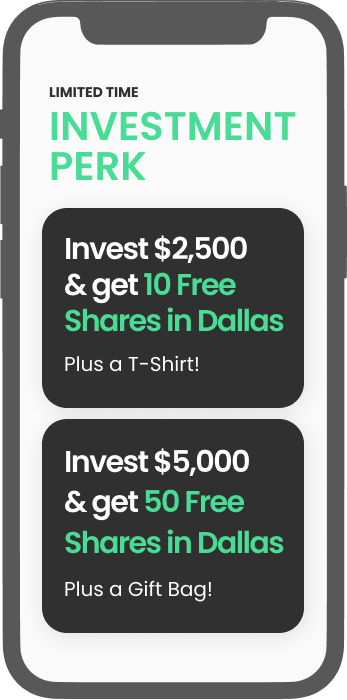 LIMITED TIME
INVESTMENT
PERK
Invest $2,500
& get 10 Free
Shares in Dallas
Plus a T-Shirt!
Invest $5,000
& get 50 Free
Shares in Dallas
Plus a Gift Bag!